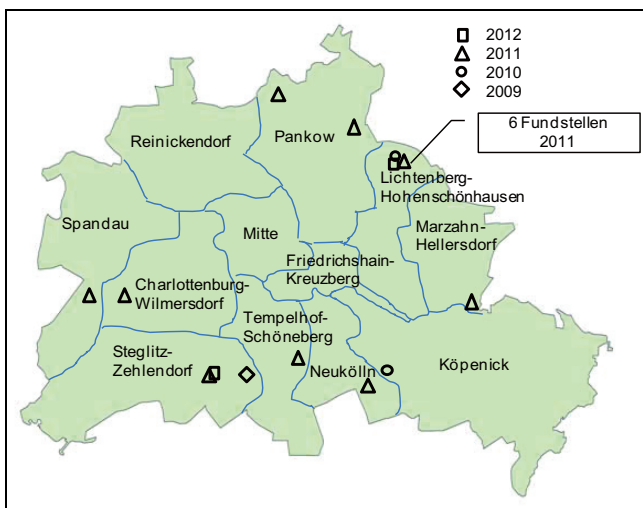 2012
2011
2010
2009
6 Fundstellen
2011
Reinickendorf
Pankow
Lichtenberg-
Hohenschönhausen
Spandau
Mitte
Marzahn-
Hellersdorf
Friedrichshain-
Kreuzberg
Charlottenburg-
Wilmersdorf
Tempelhof-
Schöneberg
Steglitz-
Zehlendorf
Neukölln
Köpenick